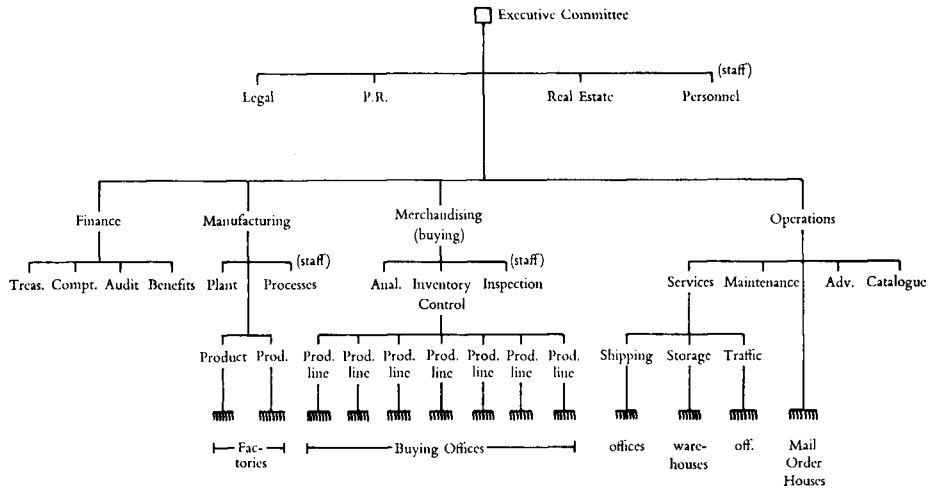 Executive Committee
(staff)
Legal P.R. Real Estate Personnel
Finance Manufacturing Merchandising (buying) Operations
(staff) (staff)
Treas. Compt. Audit Benefits Plant Processes Anal. Inventory Control Inspection Services Maintenance Adv. Catalogue
Product Prod. Prod. line Prod. line Prod. line Prod. line Prod. line Prod. line Prod. line Shipping Storage Traffic
Fac-
tories
Buying Offices
offices
ware-
houses
off.
Mail
Order
Houses